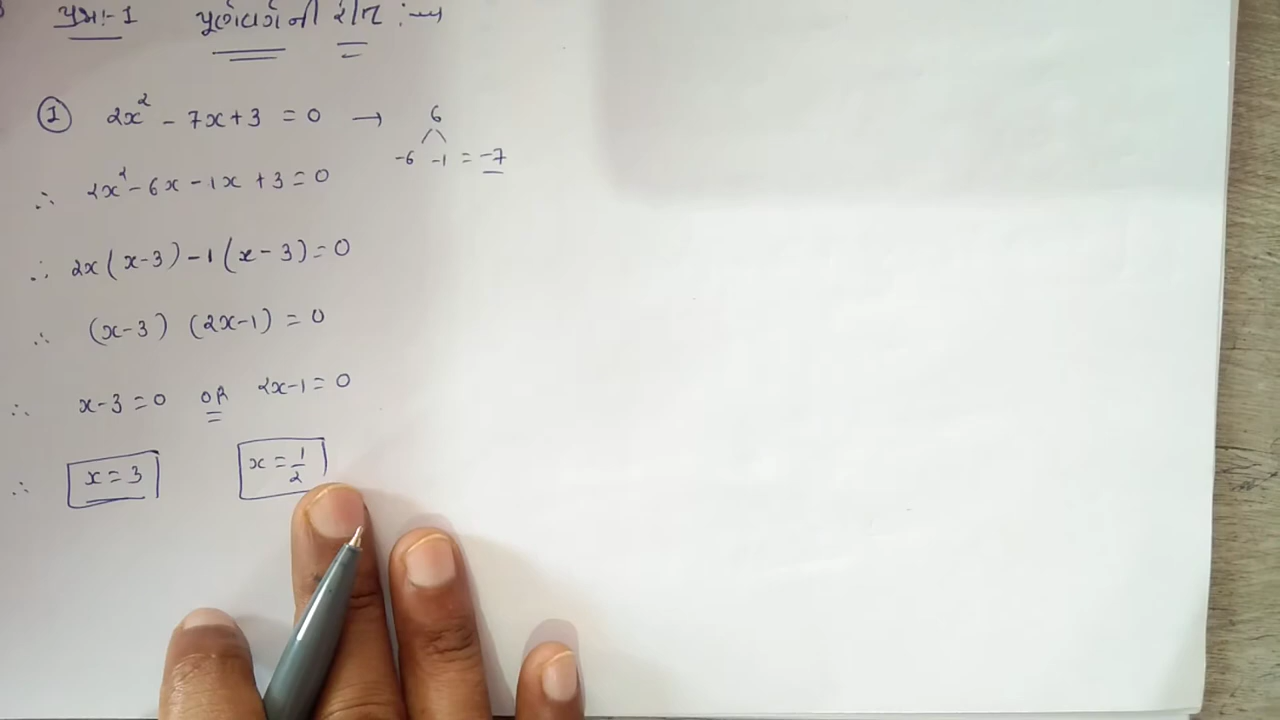 પ્રશ્ન:-1 પૂર્ણવર્ગની રીત :→
① 2x² - 7x + 3 = 0 → 6
-6 -1 = -7
∴ 2x² - 6x - 1x + 3 = 0
∴ 2x(x-3) - 1(x-3) = 0
∴ (x-3) (2x-1) = 0
∴ x-3 = 0 OR 2x-1 = 0
∴ x = 3 x = 1/2